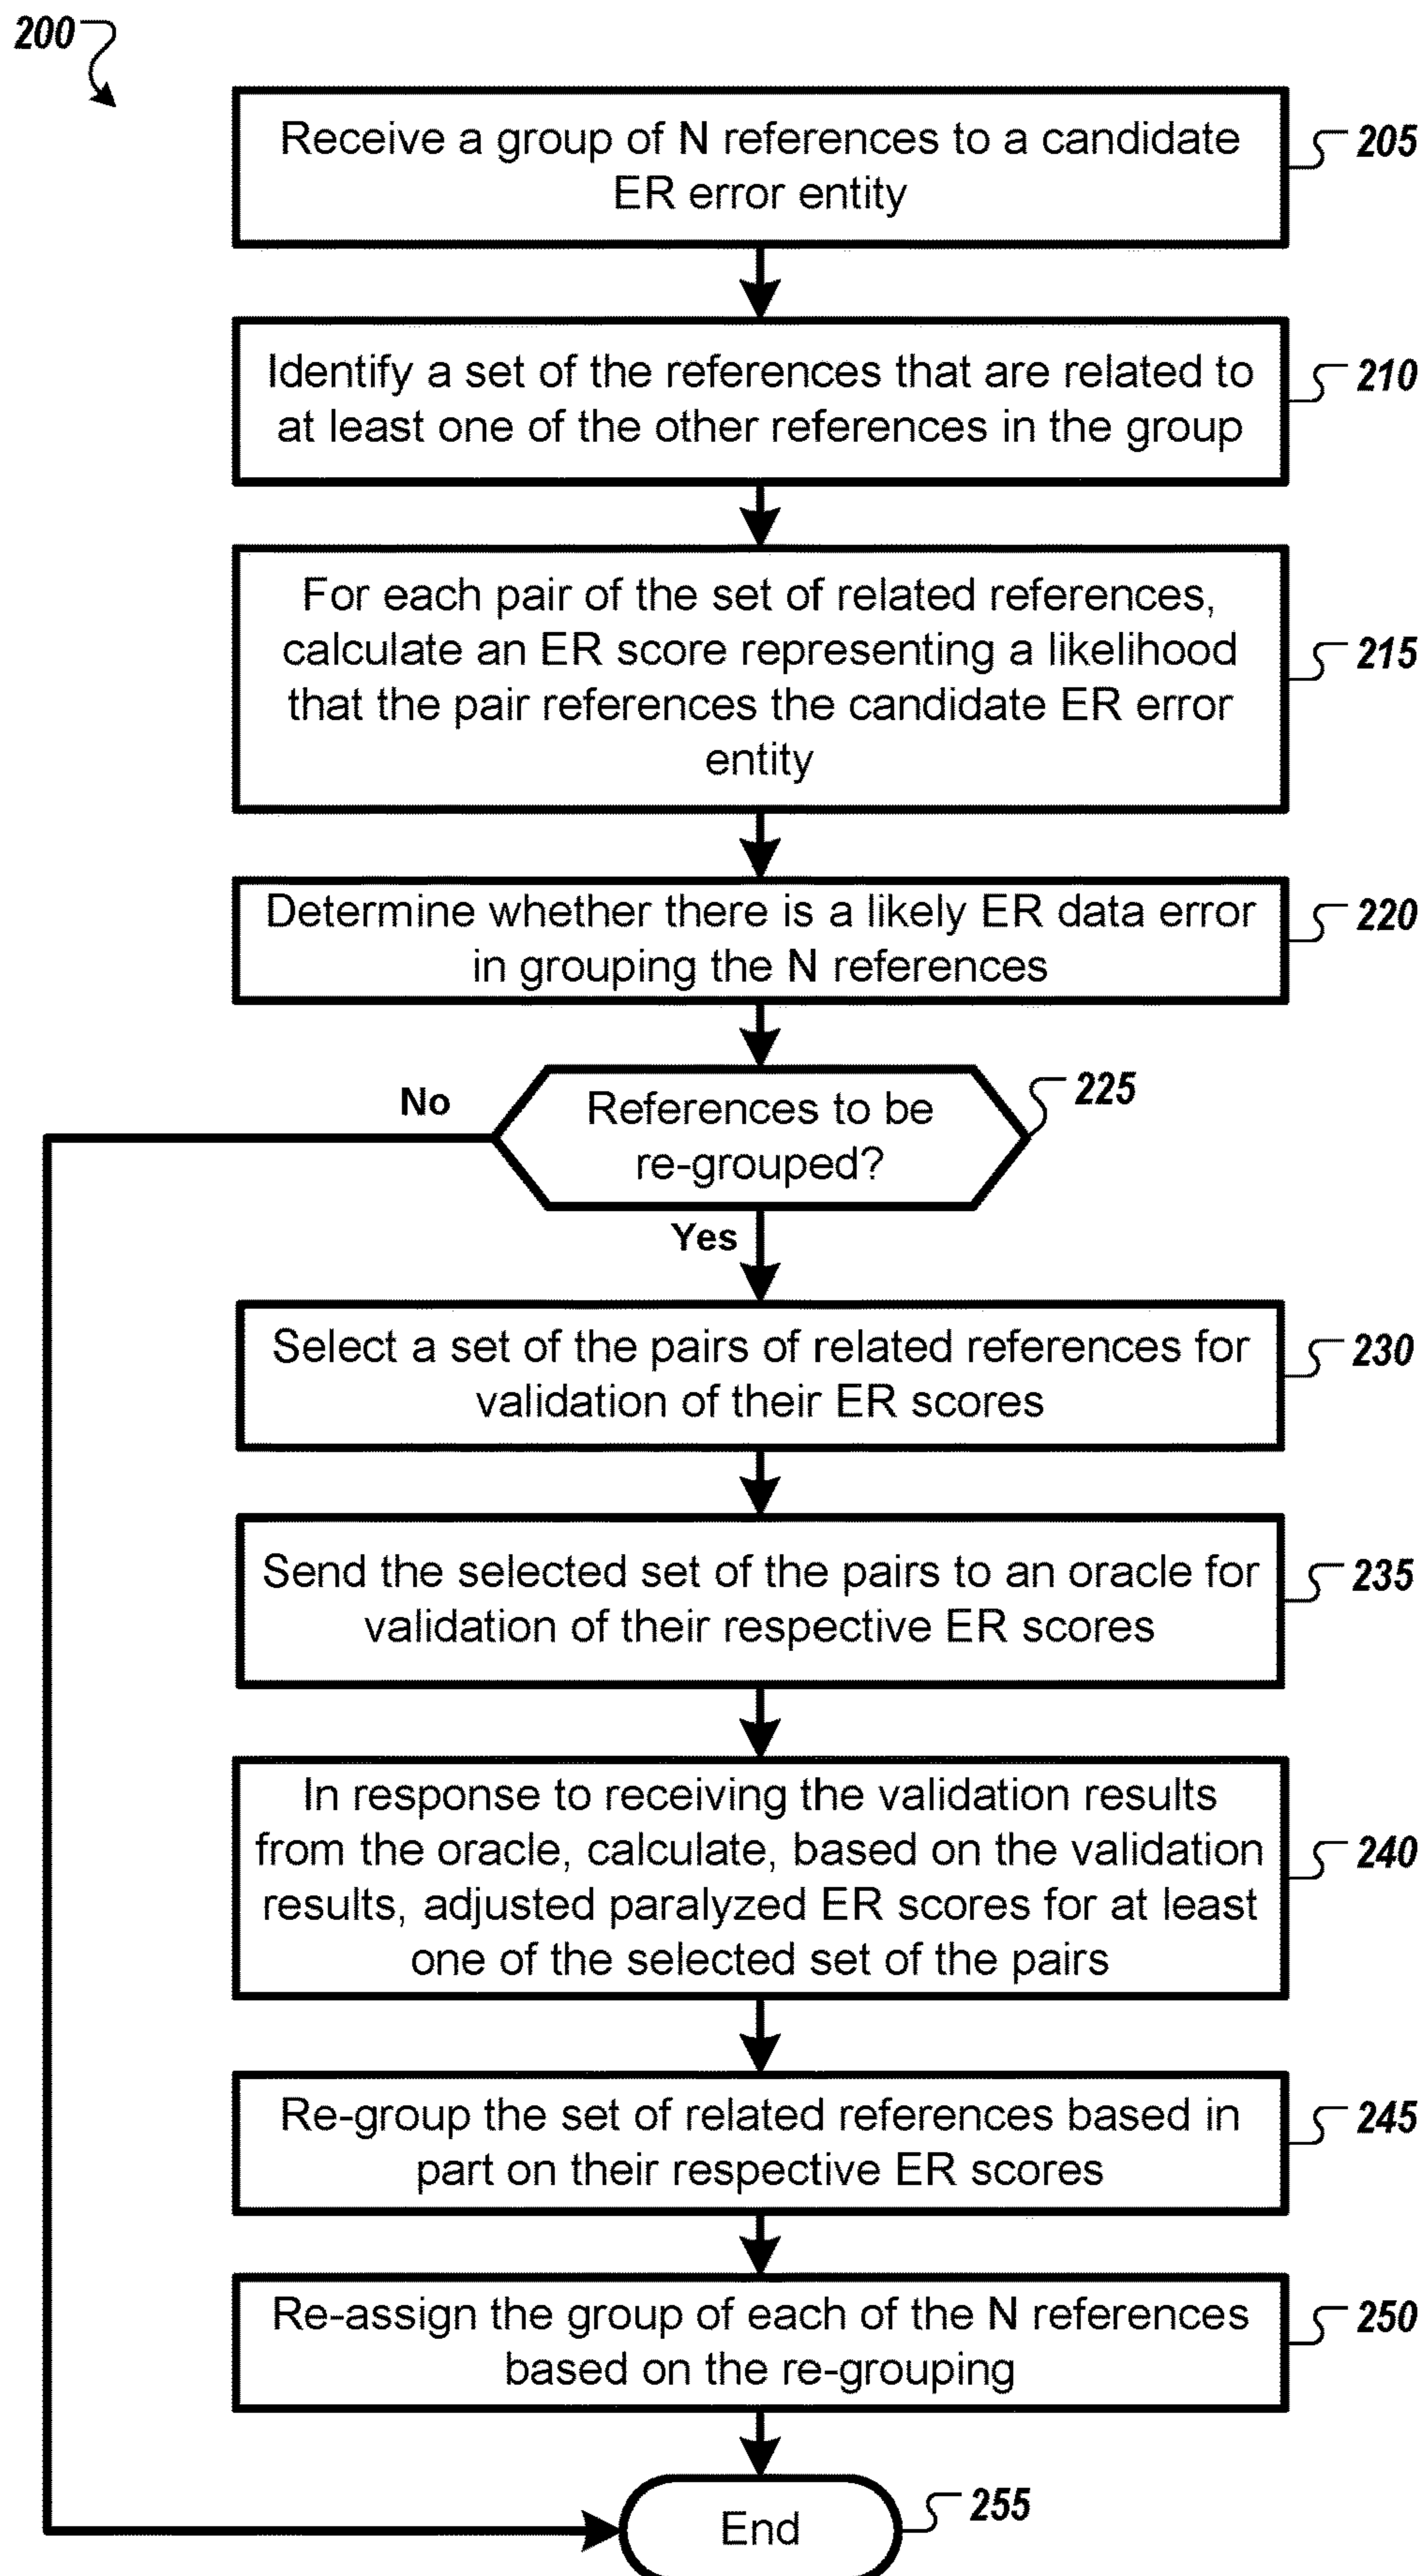 200
Receive a group of N references to a candidate
ER error entity
205
Identify a set of the references that are related to
at least one of the other references in the group
210
For each pair of the set of related references,
calculate an ER score representing a likelihood
that the pair references the candidate ER error
entity
215
Determine whether there is a likely ER data error
in grouping the N references
220
References to be
re-grouped?
225
No
Yes
Select a set of the pairs of related references for
validation of their ER scores
230
Send the selected set of the pairs to an oracle for
validation of their respective ER scores
235
In response to receiving the validation results
from the oracle, calculate, based on the validation
results, adjusted paralyzed ER scores for at least
one of the selected set of the pairs
240
Re-group the set of related references based in
part on their respective ER scores
245
Re-assign the group of each of the N references
based on the re-grouping
250
End
255